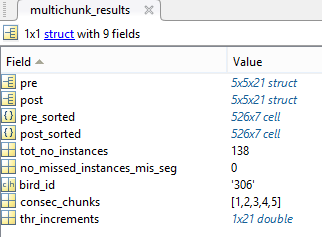 multichunk_results
1x1 struct with 9 fields
Field Value
pre 5x5x21 struct
post 5x5x21 struct
pre_sorted 526x7 cell
post_sorted 526x7 cell
tot_no_instances 138
no_missed_instances_mis_seg 0
bird_id '306'
consec_chunks [1,2,3,4,5]
thr_increments 1x21 double